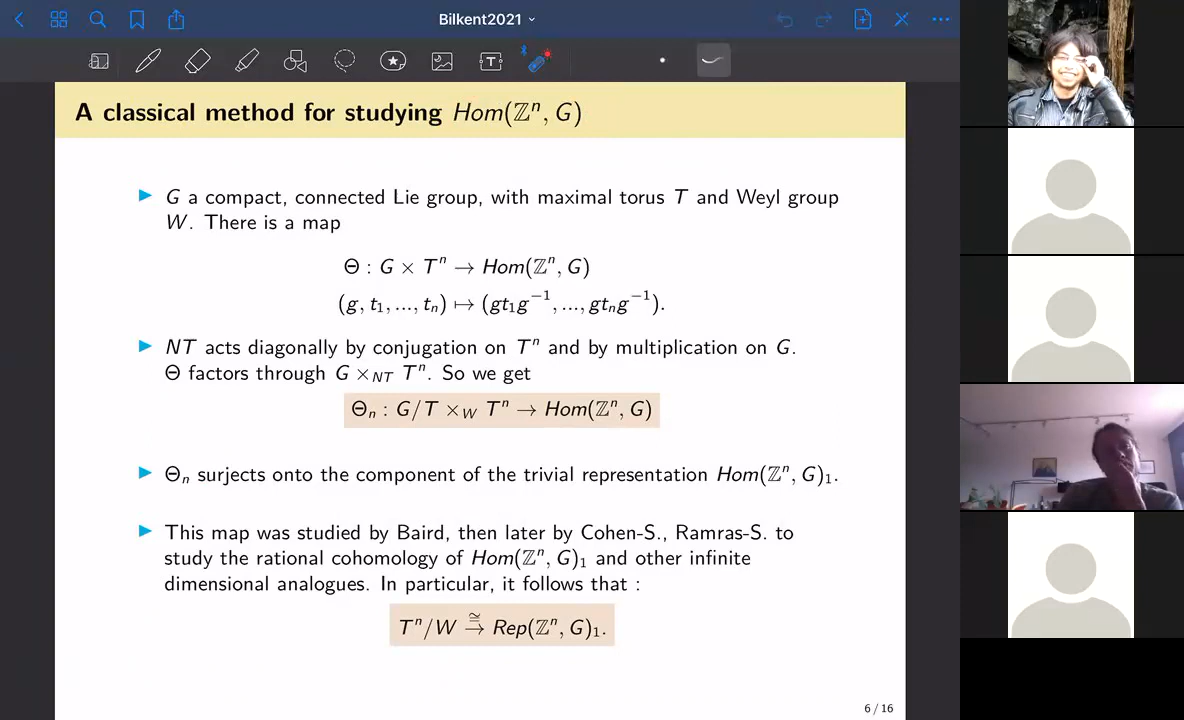 Bilkent2021
A classical method for studying Hom(ℤⁿ, G)
▶ G a compact, connected Lie group, with maximal torus T and Weyl group
W. There is a map
Θ : G × Tⁿ → Hom(ℤⁿ, G)
(g, t₁, ..., tₙ) ↦ (gt₁g⁻¹, ..., gtₙg⁻¹).
▶ NT acts diagonally by conjugation on Tⁿ and by multiplication on G.
Θ factors through G ×_NT Tⁿ. So we get
Θₙ : G/T ×_W Tⁿ → Hom(ℤⁿ, G)
▶ Θₙ surjects onto the component of the trivial representation Hom(ℤⁿ, G)₁.
▶ This map was studied by Baird, then later by Cohen-S., Ramras-S. to
study the rational cohomology of Hom(ℤⁿ, G)₁ and other infinite
dimensional analogues. In particular, it follows that :
Tⁿ/W ≅→ Rep(ℤⁿ, G)₁.
6 / 16